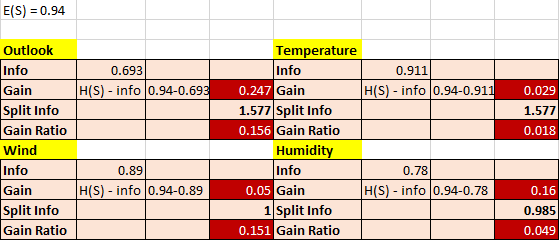 E(S) = 0.94
Outlook Temperature
Info 0.693 Info 0.911
Gain H(S) - info 0.94-0.693 0.247 Gain H(S) - info 0.94-0.911 0.029
Split Info 1.577 Split Info 1.577
Gain Ratio 0.156 Gain Ratio 0.018
Wind Humidity
Info 0.89 Info 0.78
Gain H(S) - info 0.94-0.89 0.05 Gain H(S) - info 0.94-0.78 0.16
Split Info 1 Split Info 0.985
Gain Ratio 0.151 Gain Ratio 0.049